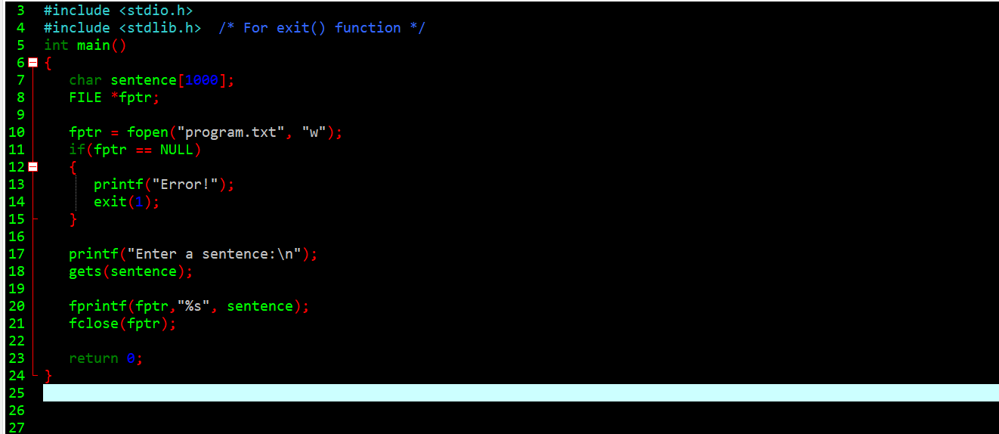 3 #include <stdio.h>
4 #include <stdlib.h>  /* For exit() function */
5 int main()
6 {
7    char sentence[1000];
8    FILE *fptr;
9
10    fptr = fopen("program.txt", "w");
11    if(fptr == NULL)
12    {
13       printf("Error!");
14       exit(1);
15    }
16
17    printf("Enter a sentence:\n");
18    gets(sentence);
19
20    fprintf(fptr,"%s", sentence);
21    fclose(fptr);
22
23    return 0;
24 }
25
26
27